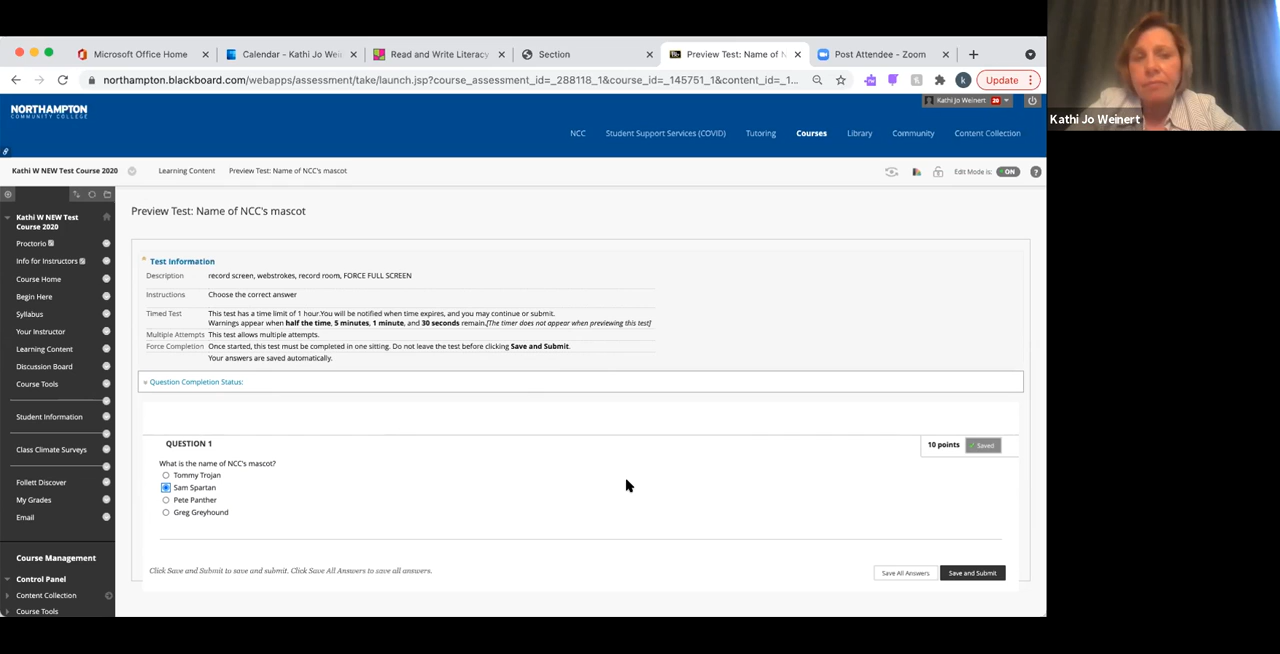 Microsoft Office Home
Calendar - Kathi Jo Wei
Read and Write Literacy
Section
Preview Test: Name of N
Post Attendee - Zoom
northampton.blackboard.com/webapps/assessment/take/launch.jsp?course_assessment_id=_288118_1&course_id=_145751_1&content_id=_1...
k
Update
NORTHAMPTON
COMMUNITY COLLEGE
Kathi Jo Weinert
NCC
Student Support Services (COVID)
Tutoring
Courses
Library
Community
Content Collection
Kathi Jo Weinert
Kathi W NEW Test Course 2020
Learning Content
Preview Test: Name of NCC's mascot
Edit Mode is:
ON
?
Kathi W NEW Test
Course 2020
Proctorio
Info for Instructors
Course Home
Begin Here
Syllabus
Your Instructor
Learning Content
Discussion Board
Course Tools
Student Information
Class Climate Surveys
Follett Discover
My Grades
Email
Course Management
Control Panel
Content Collection
Course Tools
Preview Test: Name of NCC's mascot
* Test Information
Description record screen, webstrokes, record room, FORCE FULL SCREEN
Instructions Choose the correct answer
Timed Test This test has a time limit of 1 hour.You will be notified when time expires, and you may continue or submit.
Warnings appear when half the time, 5 minutes, 1 minute, and 30 seconds remain.[The timer does not appear when previewing this test]
Multiple Attempts This test allows multiple attempts.
Force Completion Once started, this test must be completed in one sitting. Do not leave the test before clicking Save and Submit.
Your answers are saved automatically.
Question Completion Status:
QUESTION 1
10 points
Saved
What is the name of NCC's mascot?
Tommy Trojan
Sam Spartan
Pete Panther
Greg Greyhound
Click Save and Submit to save and submit. Click Save All Answers to save all answers.
Save All Answers
Save and Submit